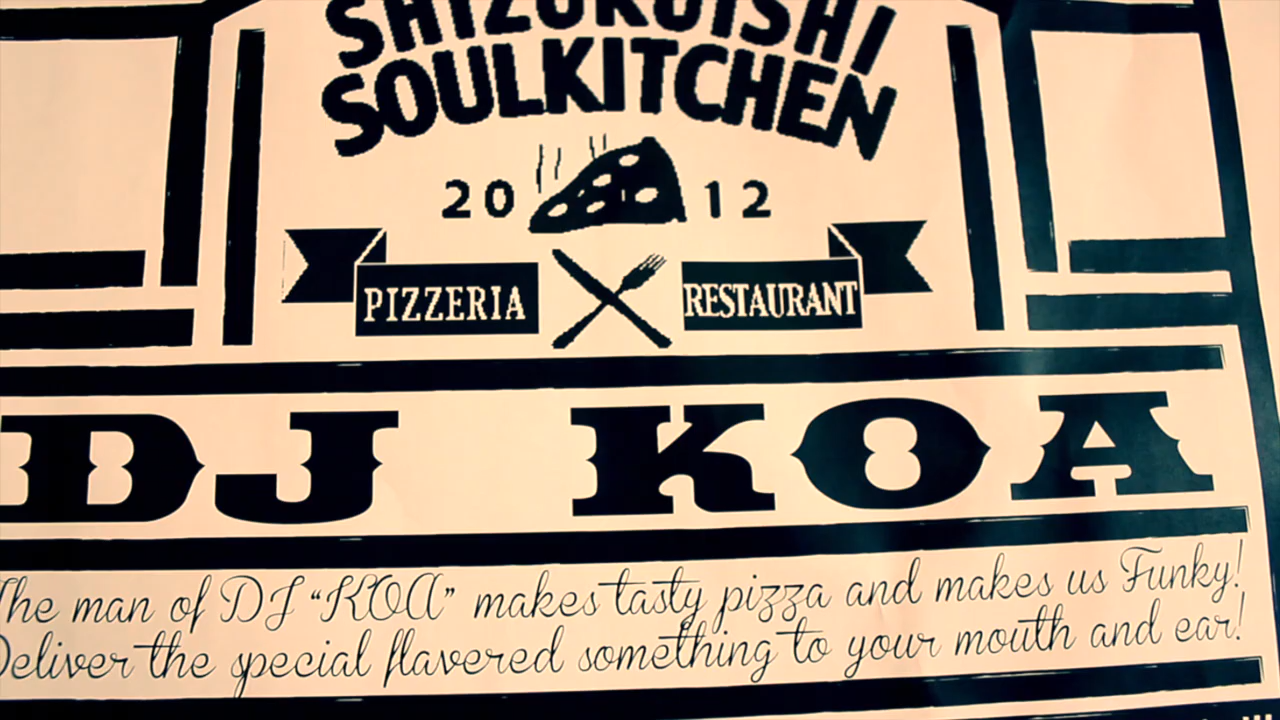 SHIZUKUISHI
SOULKITCHEN
20 12
PIZZERIA RESTAURANT
DJ KOA
The man of DJ “KOA” makes tasty pizza and makes us Funky!
Deliver the special flavered something to your mouth and ear!